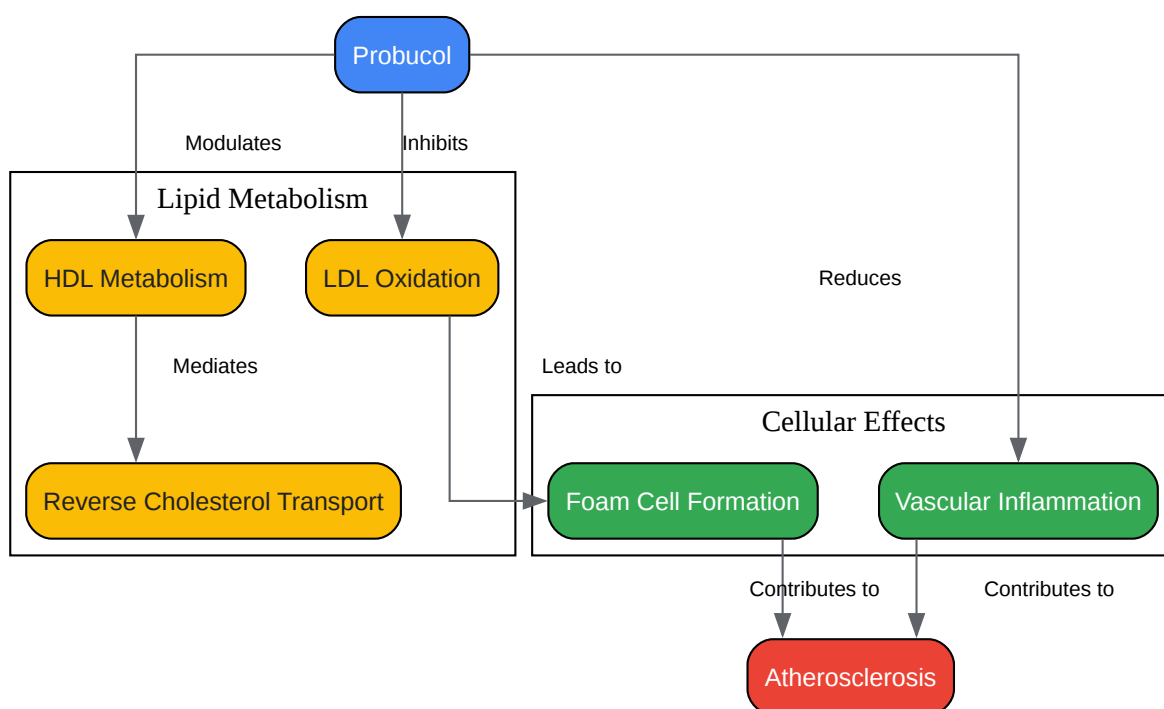 Probucol
Modulates
Inhibits
Lipid Metabolism
HDL Metabolism
LDL Oxidation
Reduces
Mediates
Leads to
Cellular Effects
Reverse Cholesterol Transport
Foam Cell Formation
Vascular Inflammation
Contributes to
Contributes to
Atherosclerosis